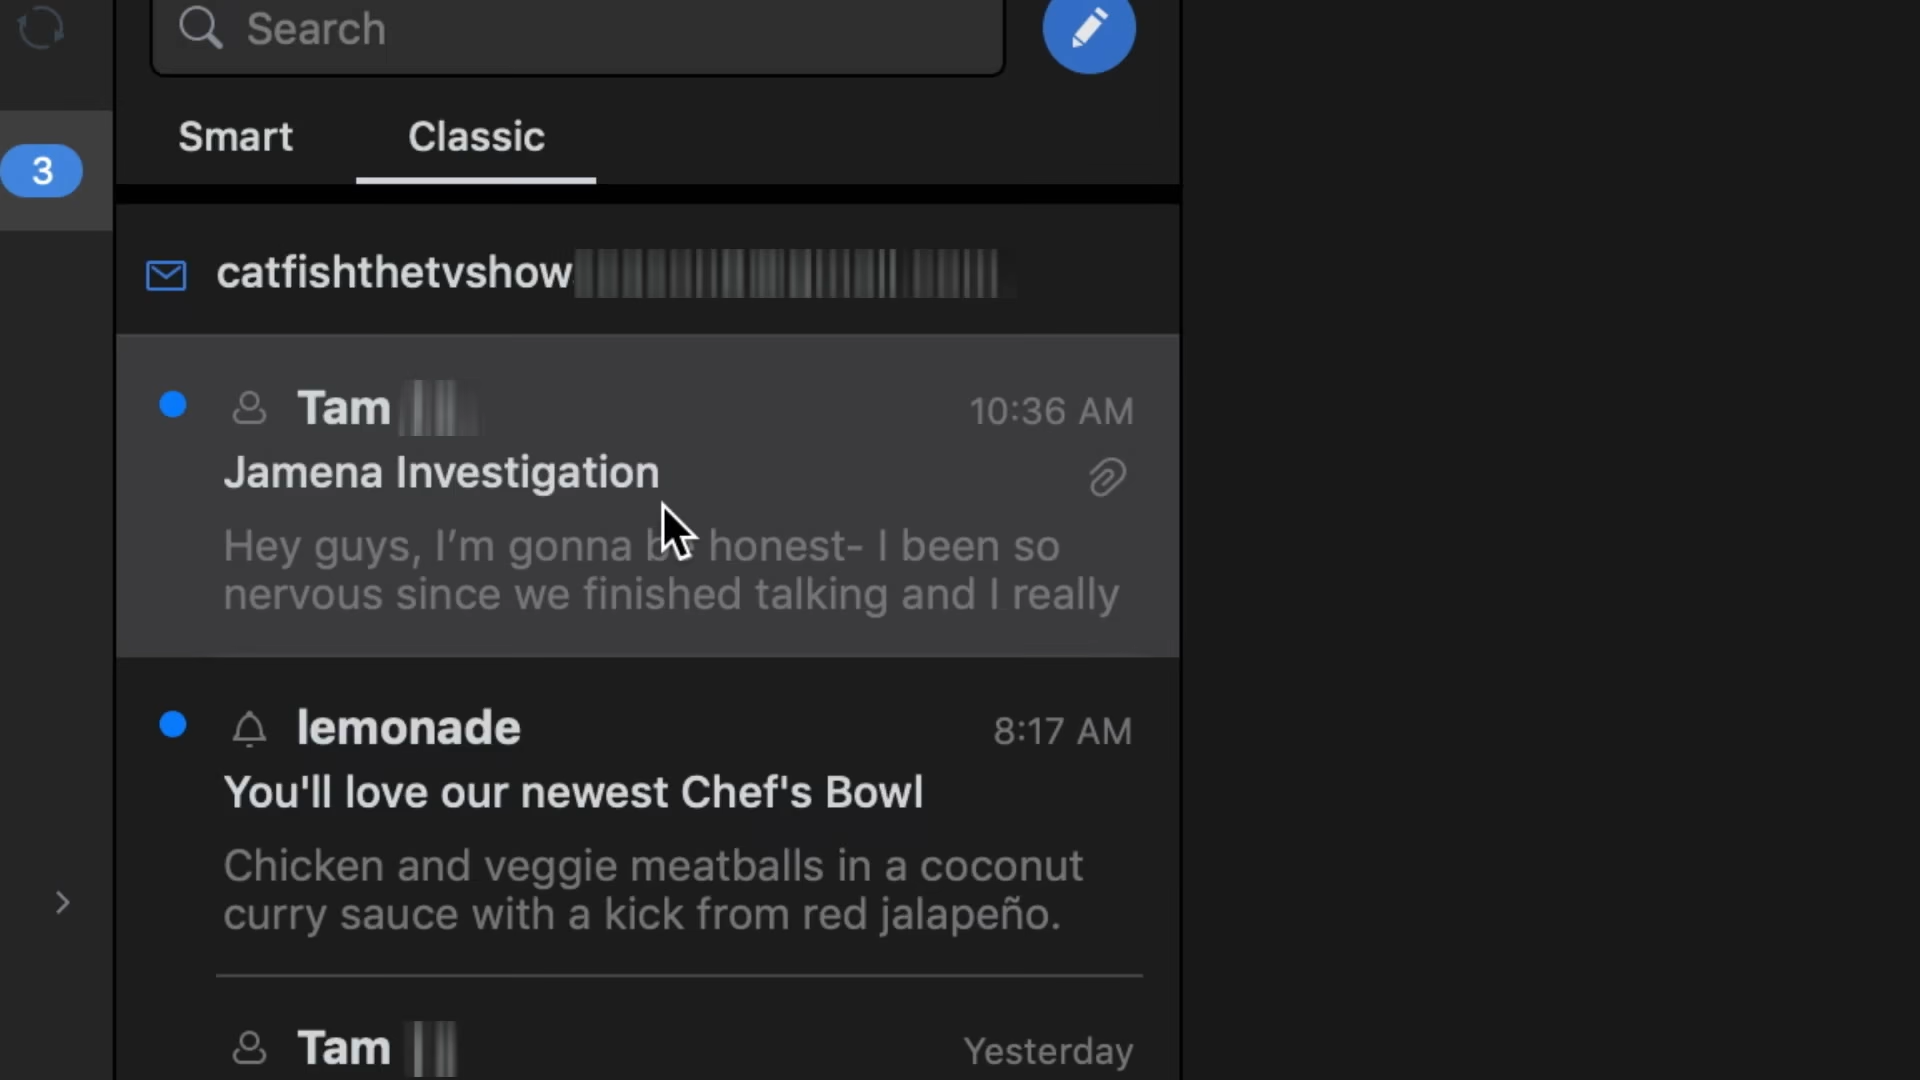 Search
Smart Classic
3
catfishthetvshow
Tam 10:36 AM
Jamena Investigation
Hey guys, I'm gonna be honest- I been so
nervous since we finished talking and I really
lemonade 8:17 AM
You'll love our newest Chef's Bowl
Chicken and veggie meatballs in a coconut
curry sauce with a kick from red jalapeño.
Tam Yesterday